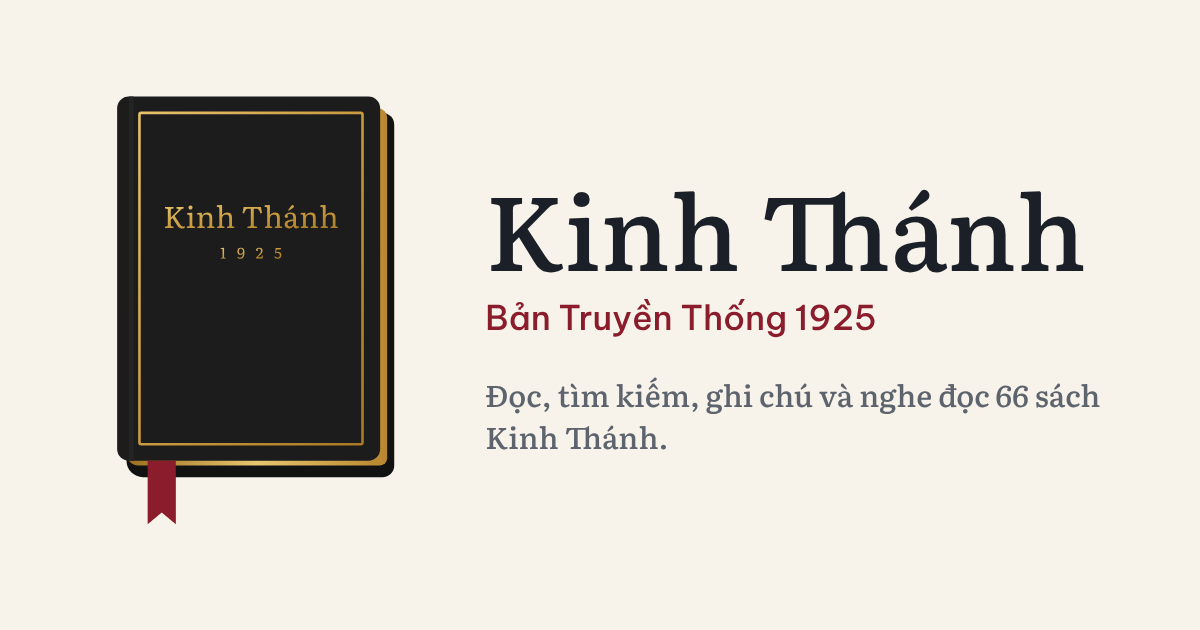 Kinh Thánh
1925
Kinh Thánh
Bản Truyền Thống 1925
Đọc, tìm kiếm, ghi chú và nghe đọc 66 sách
Kinh Thánh.